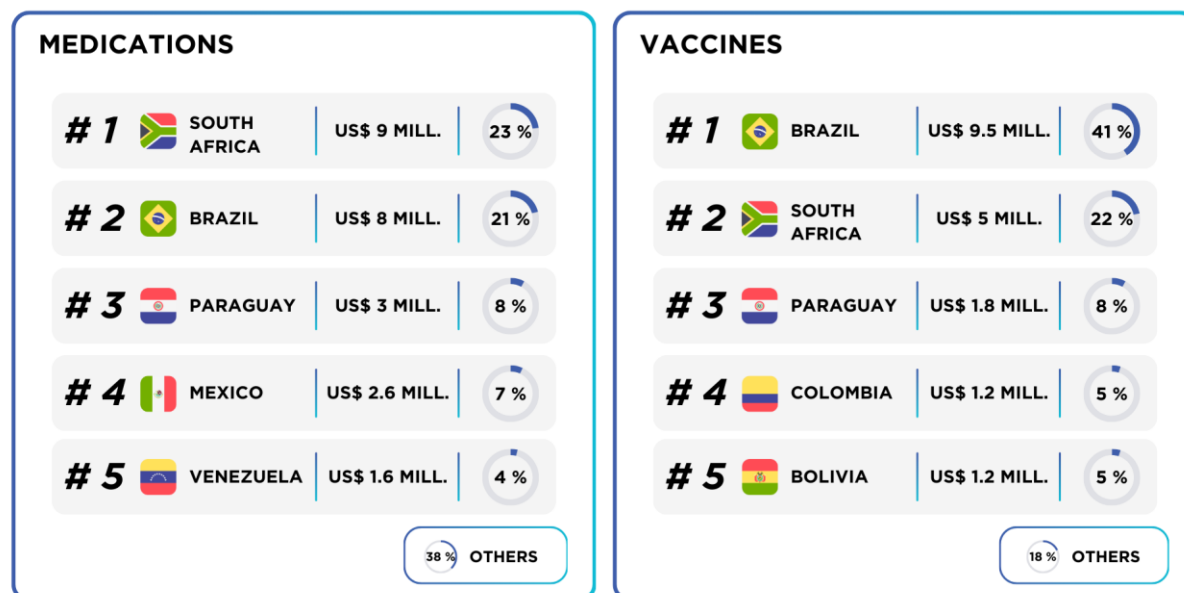 MEDICATIONS
# 1
SOUTH
AFRICA
US$ 9 MILL.
23 %
# 2
BRAZIL
US$ 8 MILL.
21 %
# 3
PARAGUAY
US$ 3 MILL.
8 %
# 4
MEXICO
US$ 2.6 MILL.
7 %
# 5
VENEZUELA
US$ 1.6 MILL.
4 %
38 %
OTHERS
VACCINES
# 1
BRAZIL
US$ 9.5 MILL.
41 %
# 2
SOUTH
AFRICA
US$ 5 MILL.
22 %
# 3
PARAGUAY
US$ 1.8 MILL.
8 %
# 4
COLOMBIA
US$ 1.2 MILL.
5 %
# 5
BOLIVIA
US$ 1.2 MILL.
5 %
18 %
OTHERS